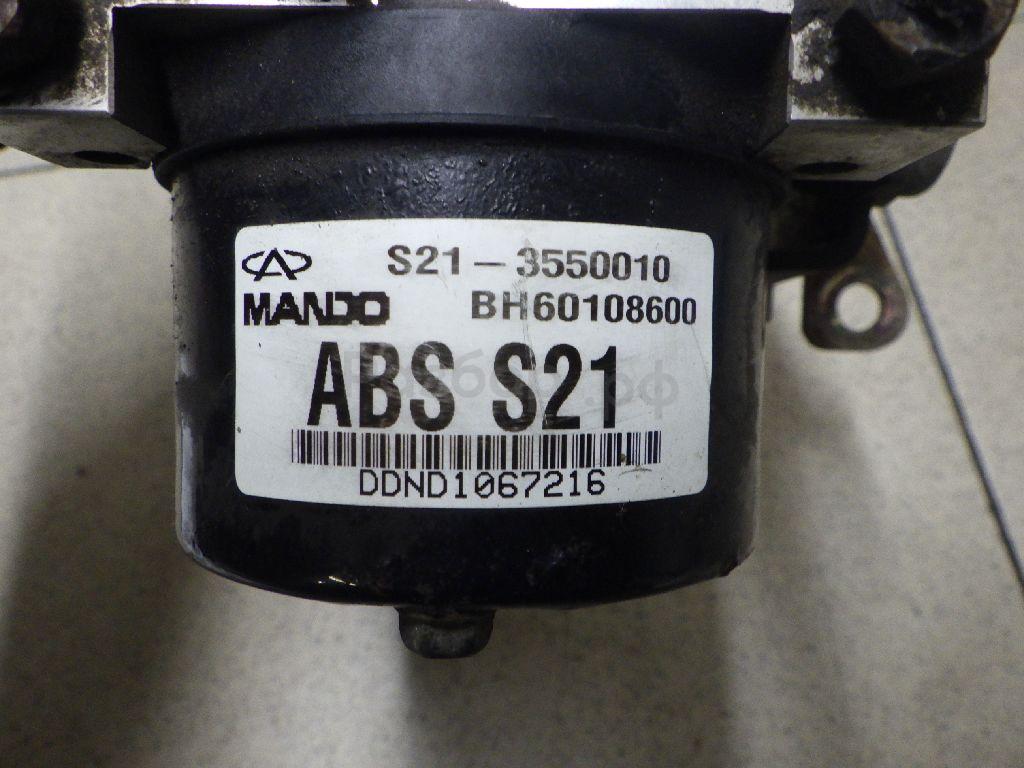 S21-3550010
MANDO BH60108600
ABS S21
DDND1067216